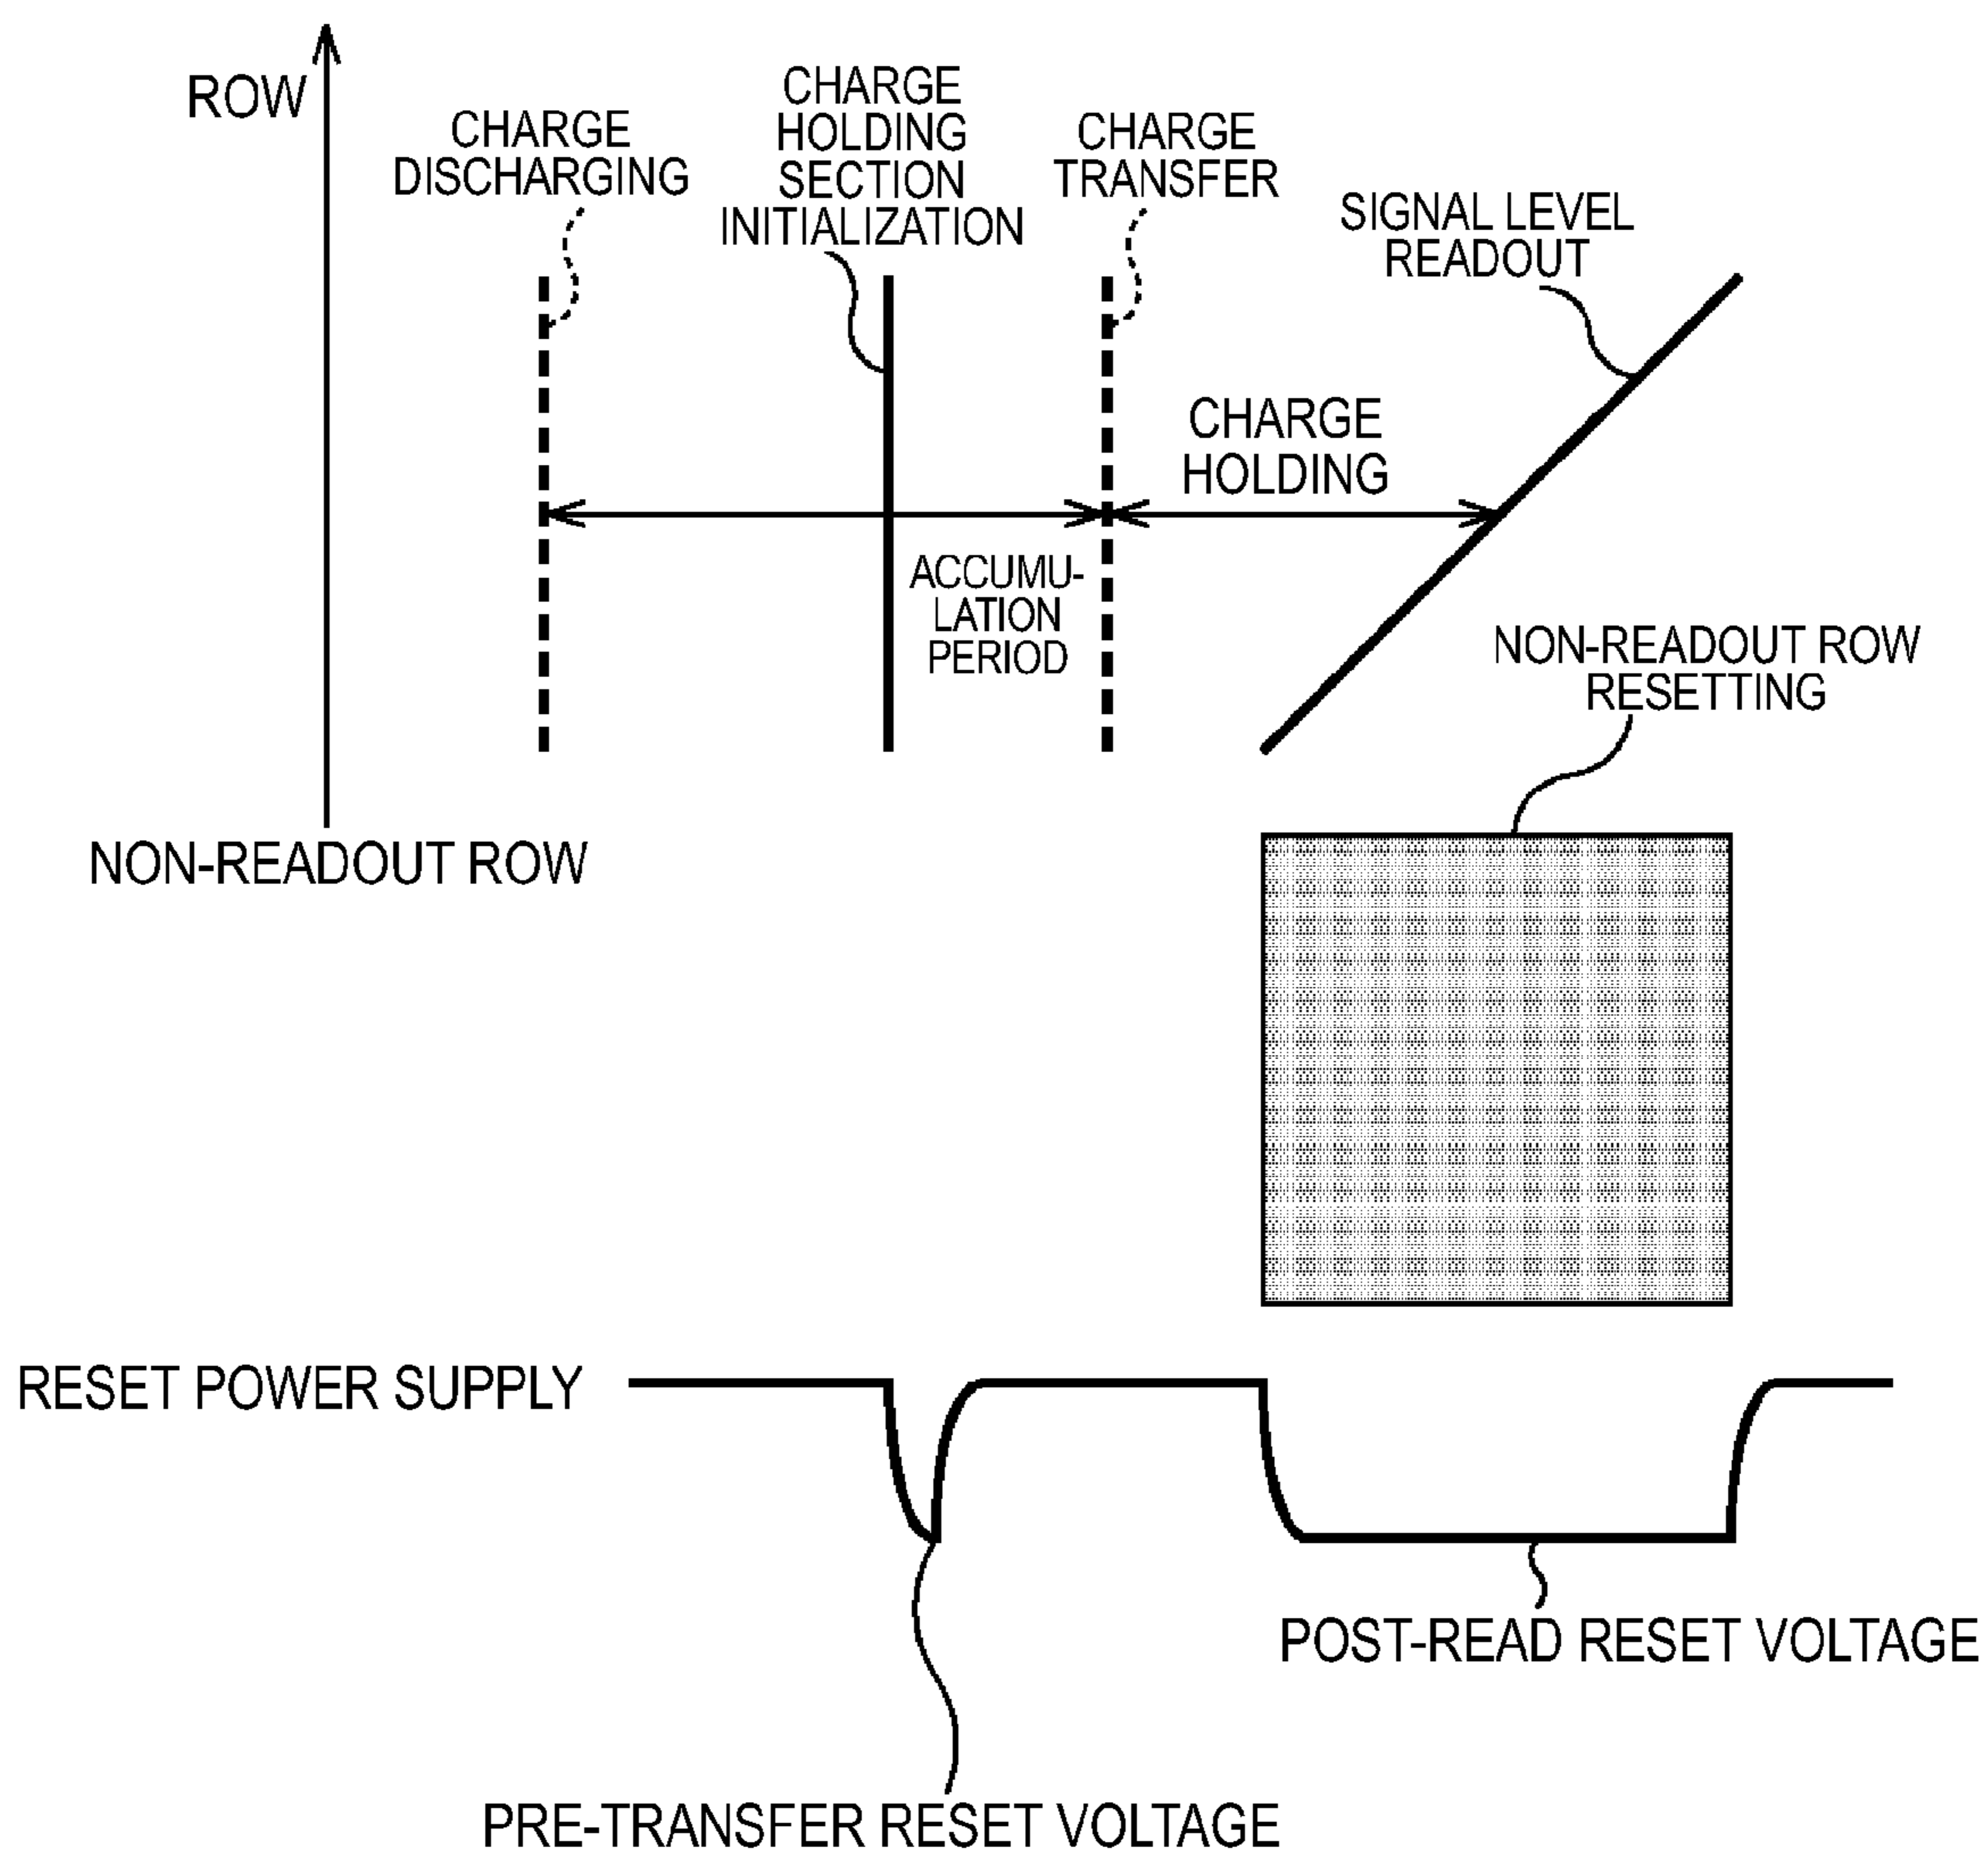 ROW
CHARGE
DISCHARGING
CHARGE
HOLDING
SECTION
INITIALIZATION
CHARGE
TRANSFER
SIGNAL LEVEL
READOUT
CHARGE
HOLDING
ACCUMU-
LATION
PERIOD
NON-READOUT ROW
RESETTING
NON-READOUT ROW
RESET POWER SUPPLY
POST-READ RESET VOLTAGE
PRE-TRANSFER RESET VOLTAGE